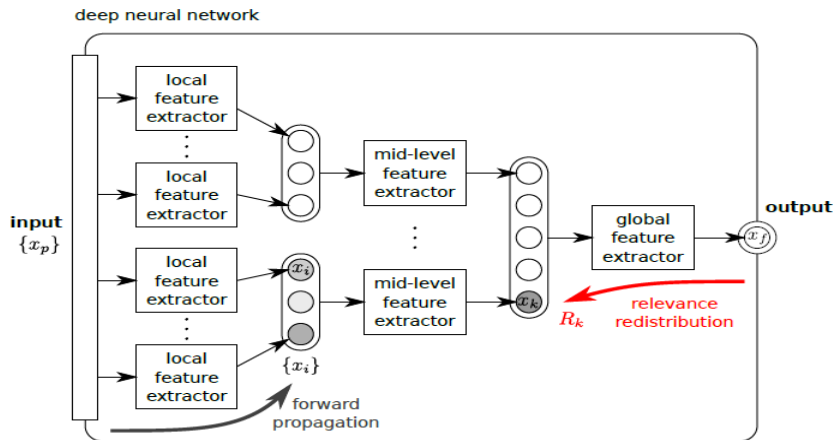 deep neural network
local
feature
extractor
⋮
local
feature
extractor
mid-level
feature
extractor
input
{x_p}
⋮
global
feature
extractor
output
x_f
local
feature
extractor
⋮
local
feature
extractor
x_i
{x_i}
mid-level
feature
extractor
x_k
R_k
relevance
redistribution
forward
propagation